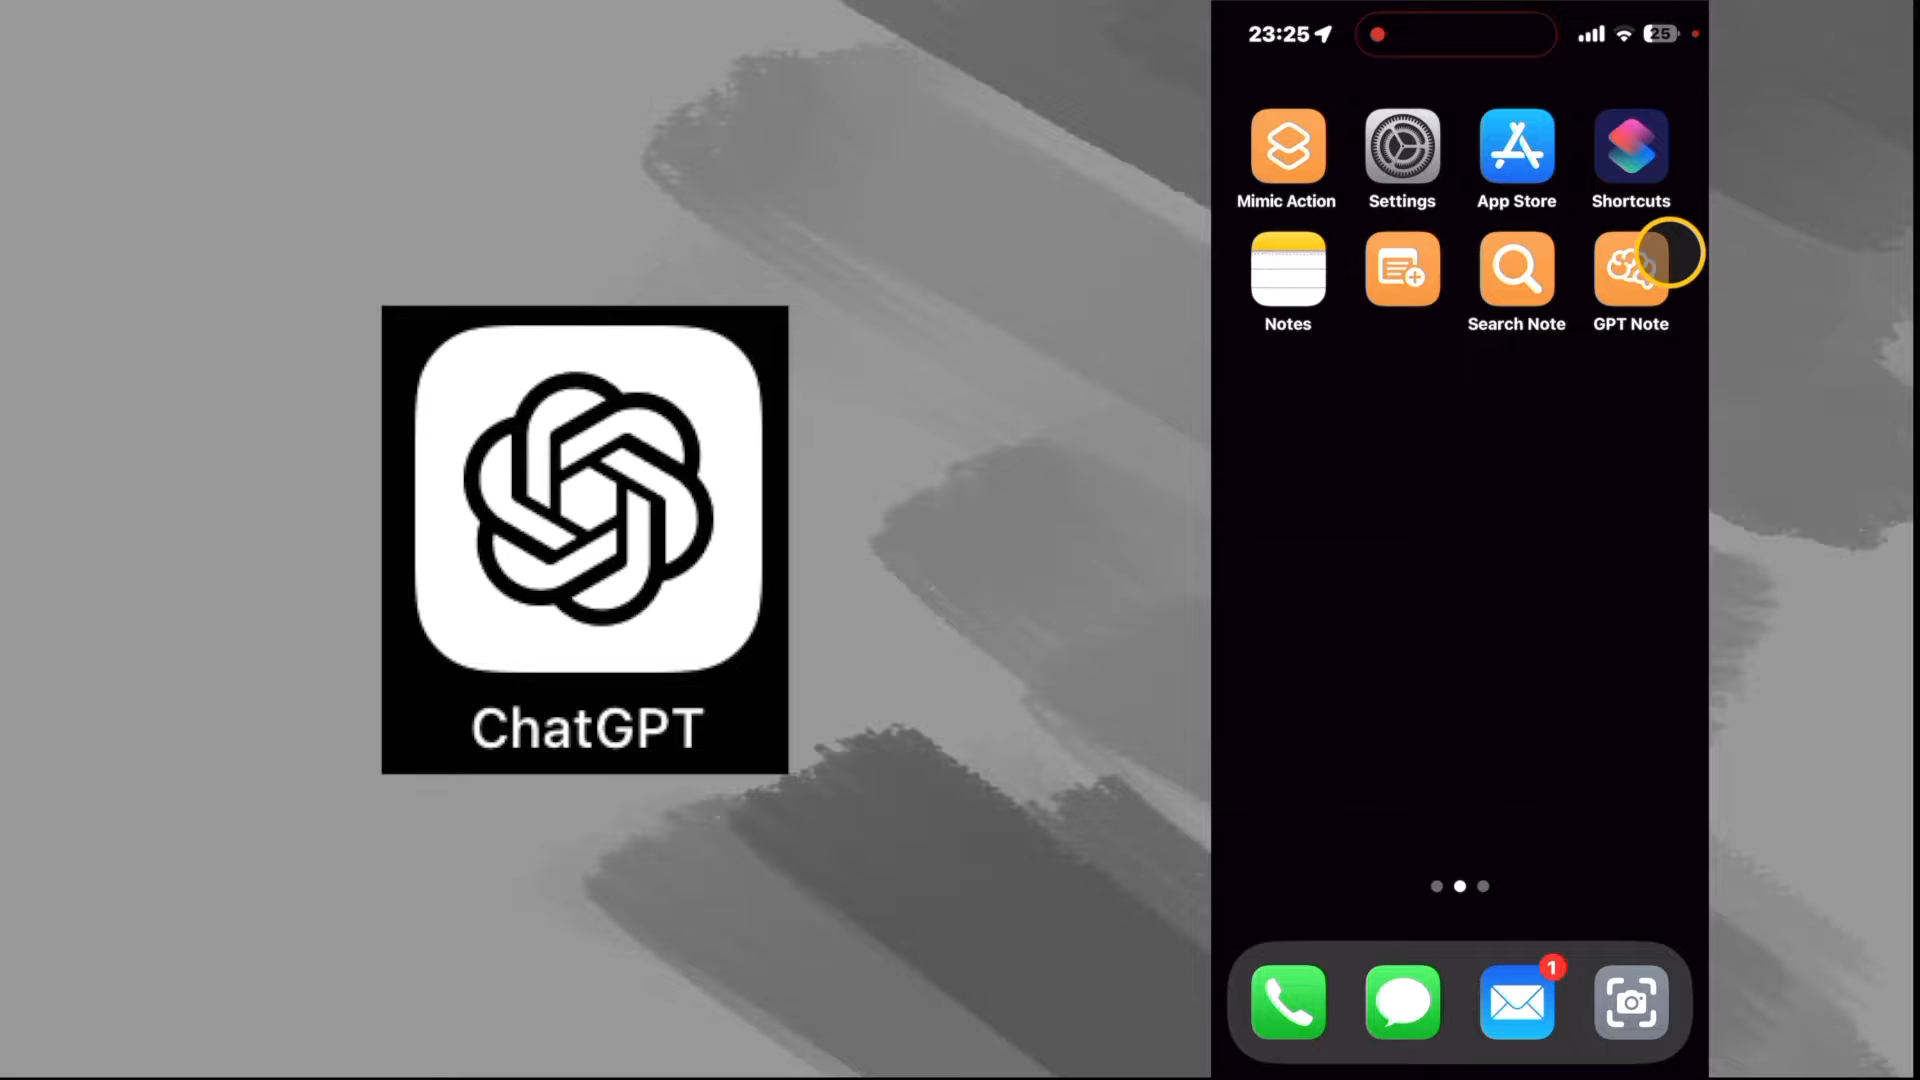 23:25
25
Mimic Action
Settings
App Store
Shortcuts
Notes
Search Note
GPT Note
ChatGPT
1